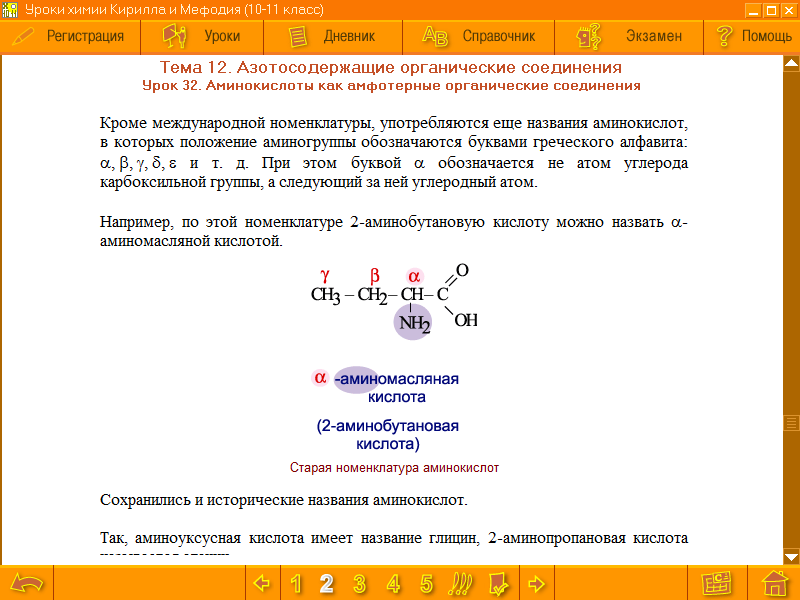 Уроки химии Кирилла и Мефодия (10-11 класс)
Регистрация Уроки Дневник Справочник Экзамен Помощь
Тема 12. Азотосодержащие органические соединения
Урок 32. Аминокислоты как амфотерные органические соединения
Кроме международной номенклатуры, употребляются еще названия аминокислот,
в которых положение аминогруппы обозначаются буквами греческого алфавита:
α, β, γ, δ, ε и т. д. При этом буквой α обозначается не атом углерода
карбоксильной группы, а следующий за ней углеродный атом.
Например, по этой номенклатуре 2-аминобутановую кислоту можно назвать α-
аминомасляной кислотой.
γ β α O
CH3 – CH2 – CH – C
NH2 OH
α -аминомасляная
кислота
(2-аминобутановая
кислота)
Старая номенклатура аминокислот
Сохранились и исторические названия аминокислот.
Так, аминоуксусная кислота имеет название глицин, 2-аминопропановая кислота
1 2 3 4 5